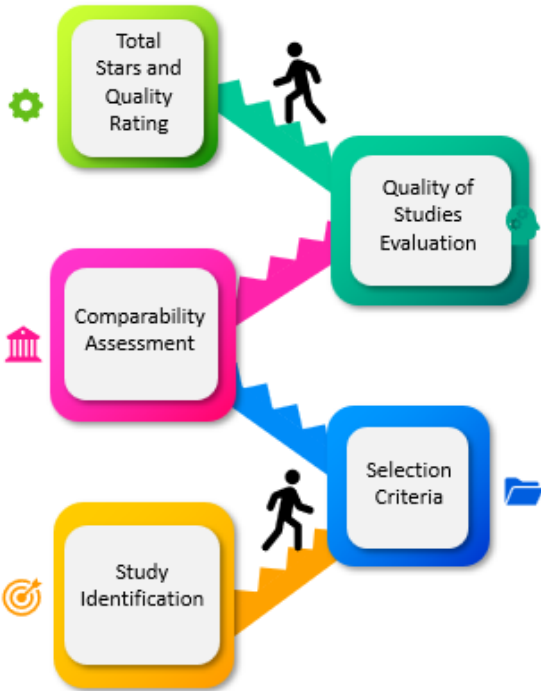 Total
Stars and
Quality
Rating
Quality of
Studies
Evaluation
Comparability
Assessment
Selection
Criteria
Study
Identification